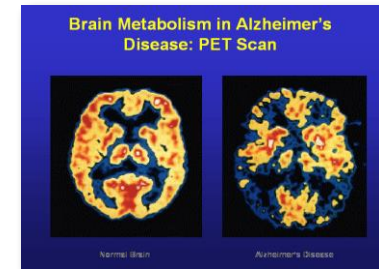 Brain Metabolism in Alzheimer's
Disease: PET Scan
Normal Brain
Alzheimer's Disease